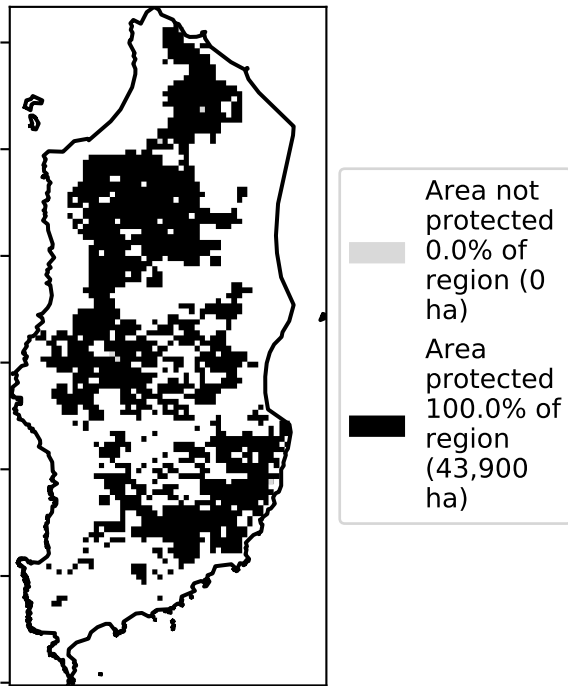 Area not
protected
0.0% of
region (0
ha)
Area
protected
100.0% of
region
(43,900
ha)